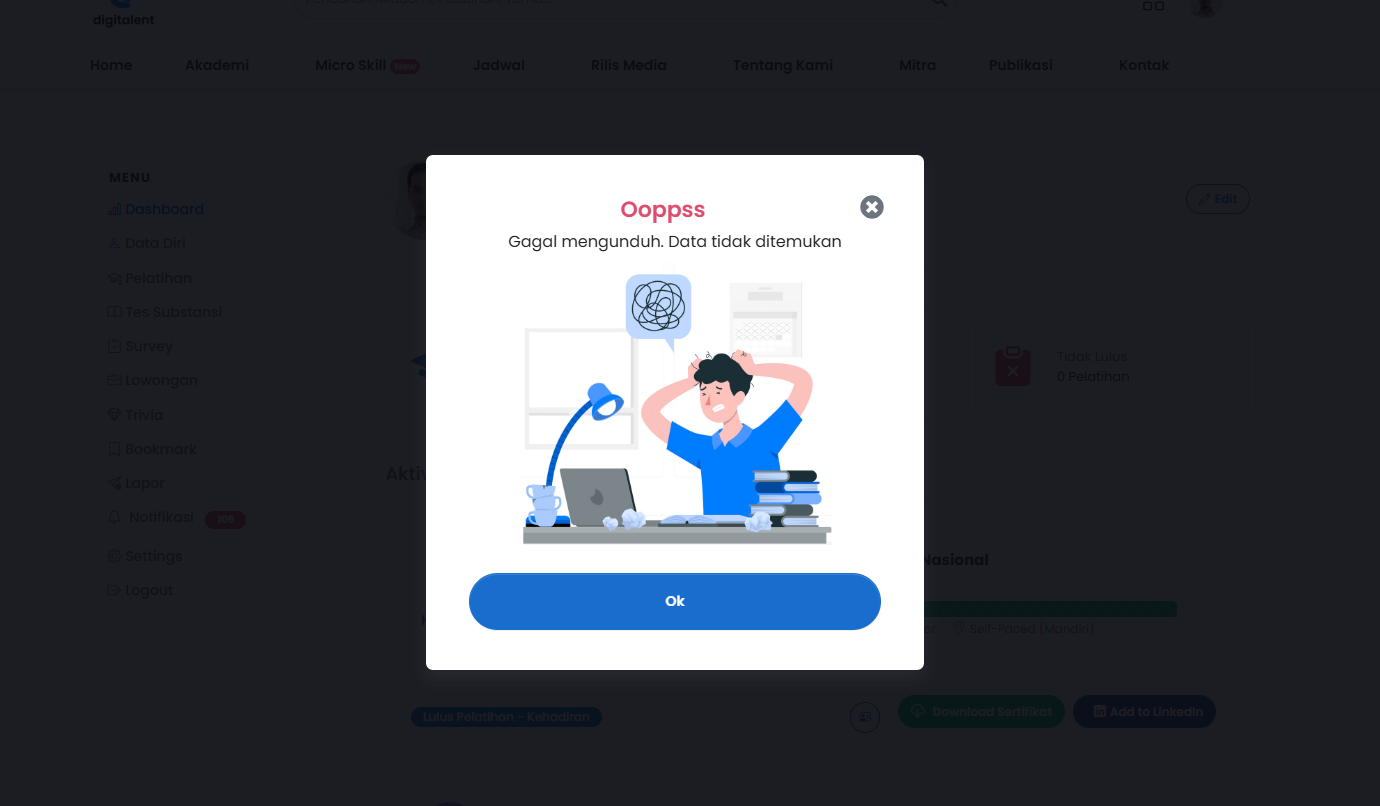 digitalent
Home Akademi Micro Skill New Jadwal Rilis Media Tentang Kami Mitra Publikasi Kontak
MENU
Dashboard
Data Diri
Pelatihan
Tes Substansi
Survey
Lowongan
Trivia
Bookmark
Lapor
Notifikasi
Settings
Logout
Edit
Ooppss
Gagal mengunduh. Data tidak ditemukan
Ok
Tidak Lulus
0 Pelatihan
Nasional
Self-Paced (Mandiri)
Lulus Pelatihan - Kehadiran
Download Sertifikat
Add to LinkedIn